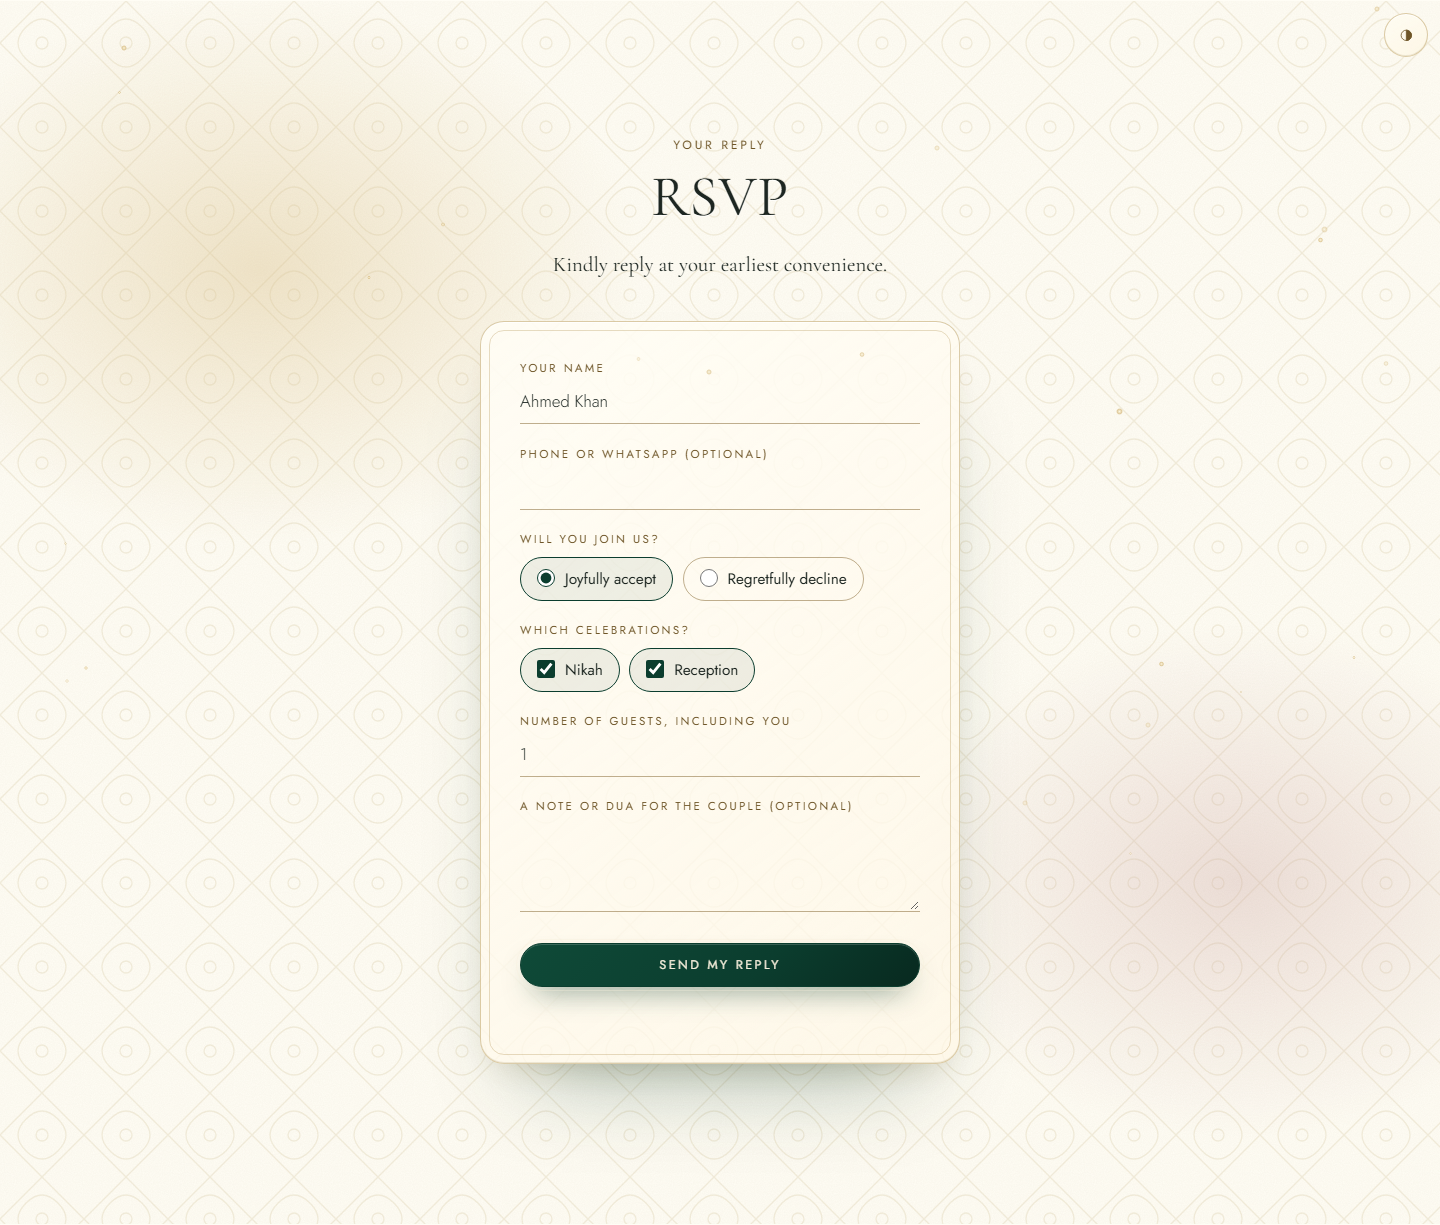 YOUR REPLY
RSVP
Kindly reply at your earliest convenience.
YOUR NAME
Ahmed Khan
PHONE OR WHATSAPP (OPTIONAL)
WILL YOU JOIN US?
Joyfully accept Regretfully decline
WHICH CELEBRATIONS?
Nikah Reception
NUMBER OF GUESTS, INCLUDING YOU
1
A NOTE OR DUA FOR THE COUPLE (OPTIONAL)
SEND MY REPLY